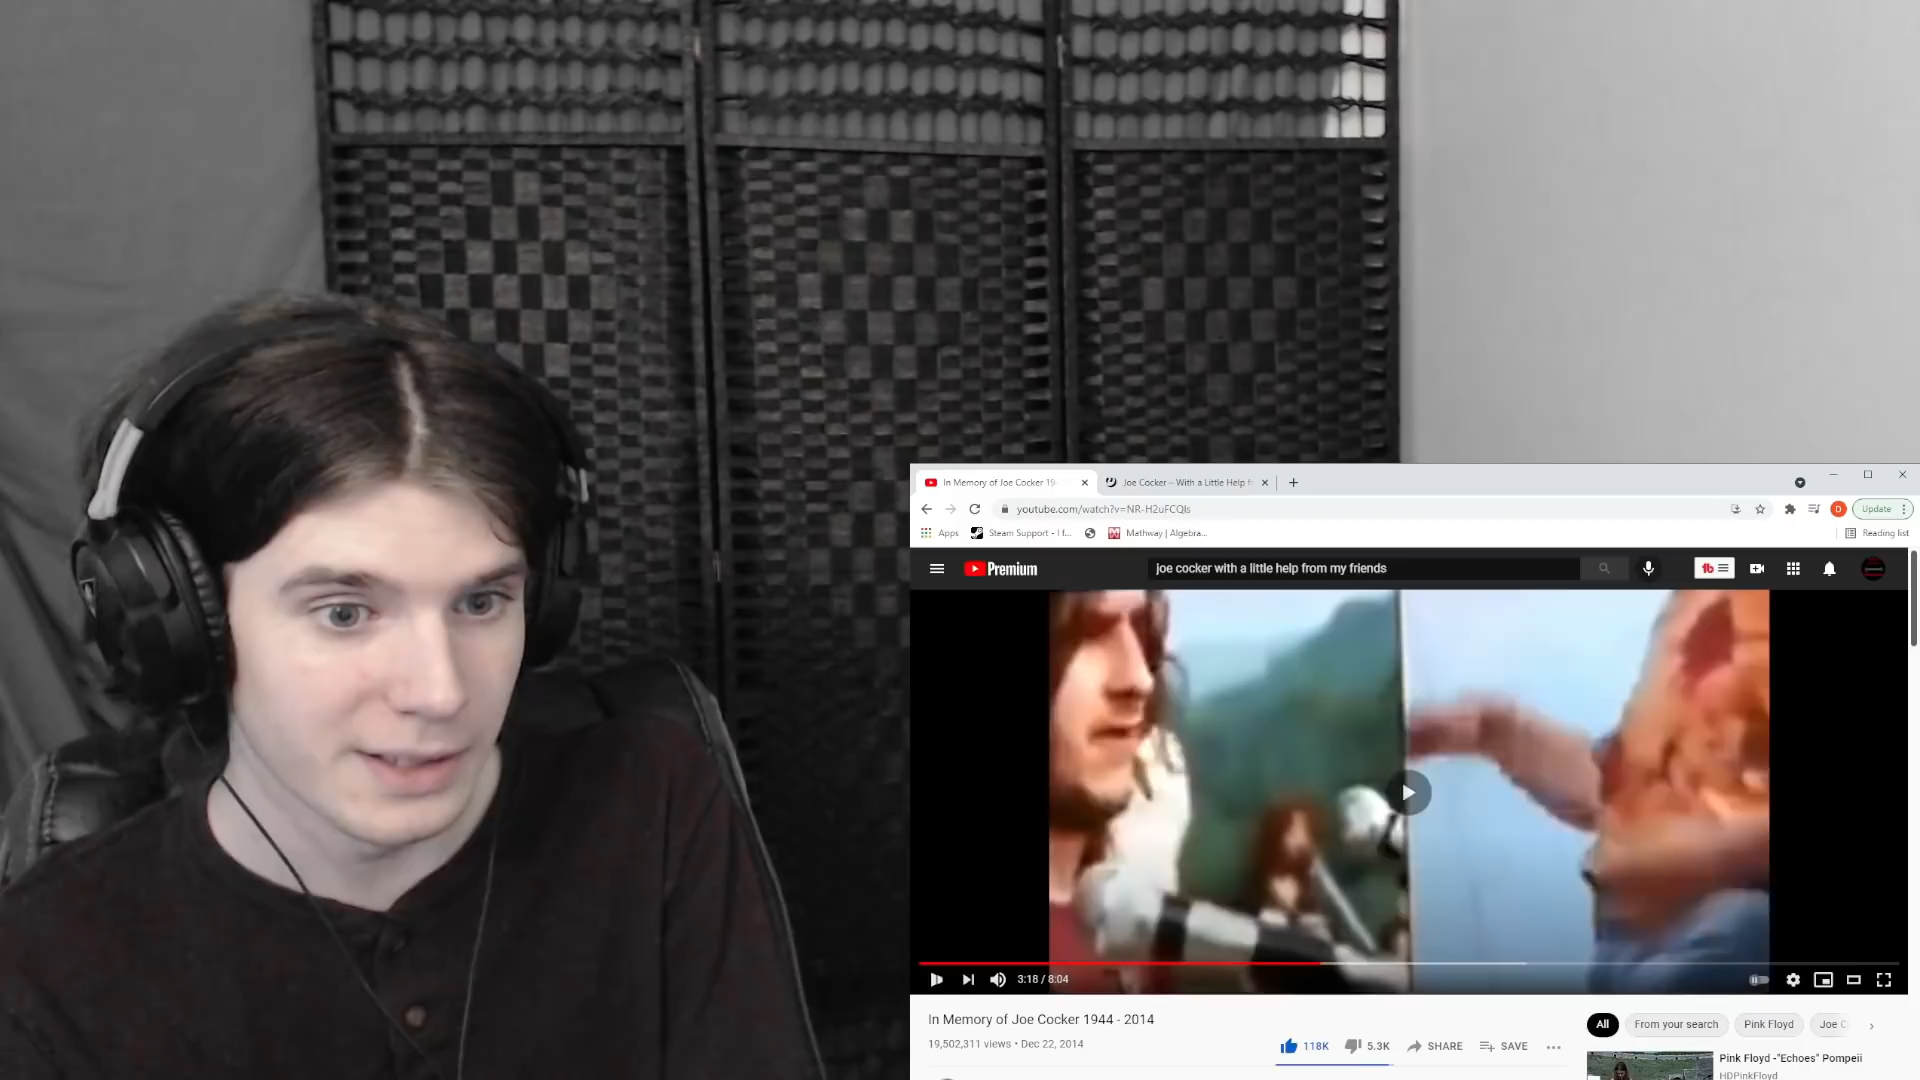 In Memory of Joe Cocker 19
Joe Cocker – With a Little Help f
youtube.com/watch?v=NR-H2uFCQls
D
Update
Apps
Steam Support - I f...
Mathway | Algebra...
Reading list
Premium
joe cocker with a little help from my friends
tb
3:18 / 8:04
In Memory of Joe Cocker 1944 - 2014
19,502,311 views • Dec 22, 2014
118K
5.3K
SHARE
SAVE
All
From your search
Pink Floyd
Joe C
Pink Floyd -"Echoes" Pompeii
HDPinkFloyd